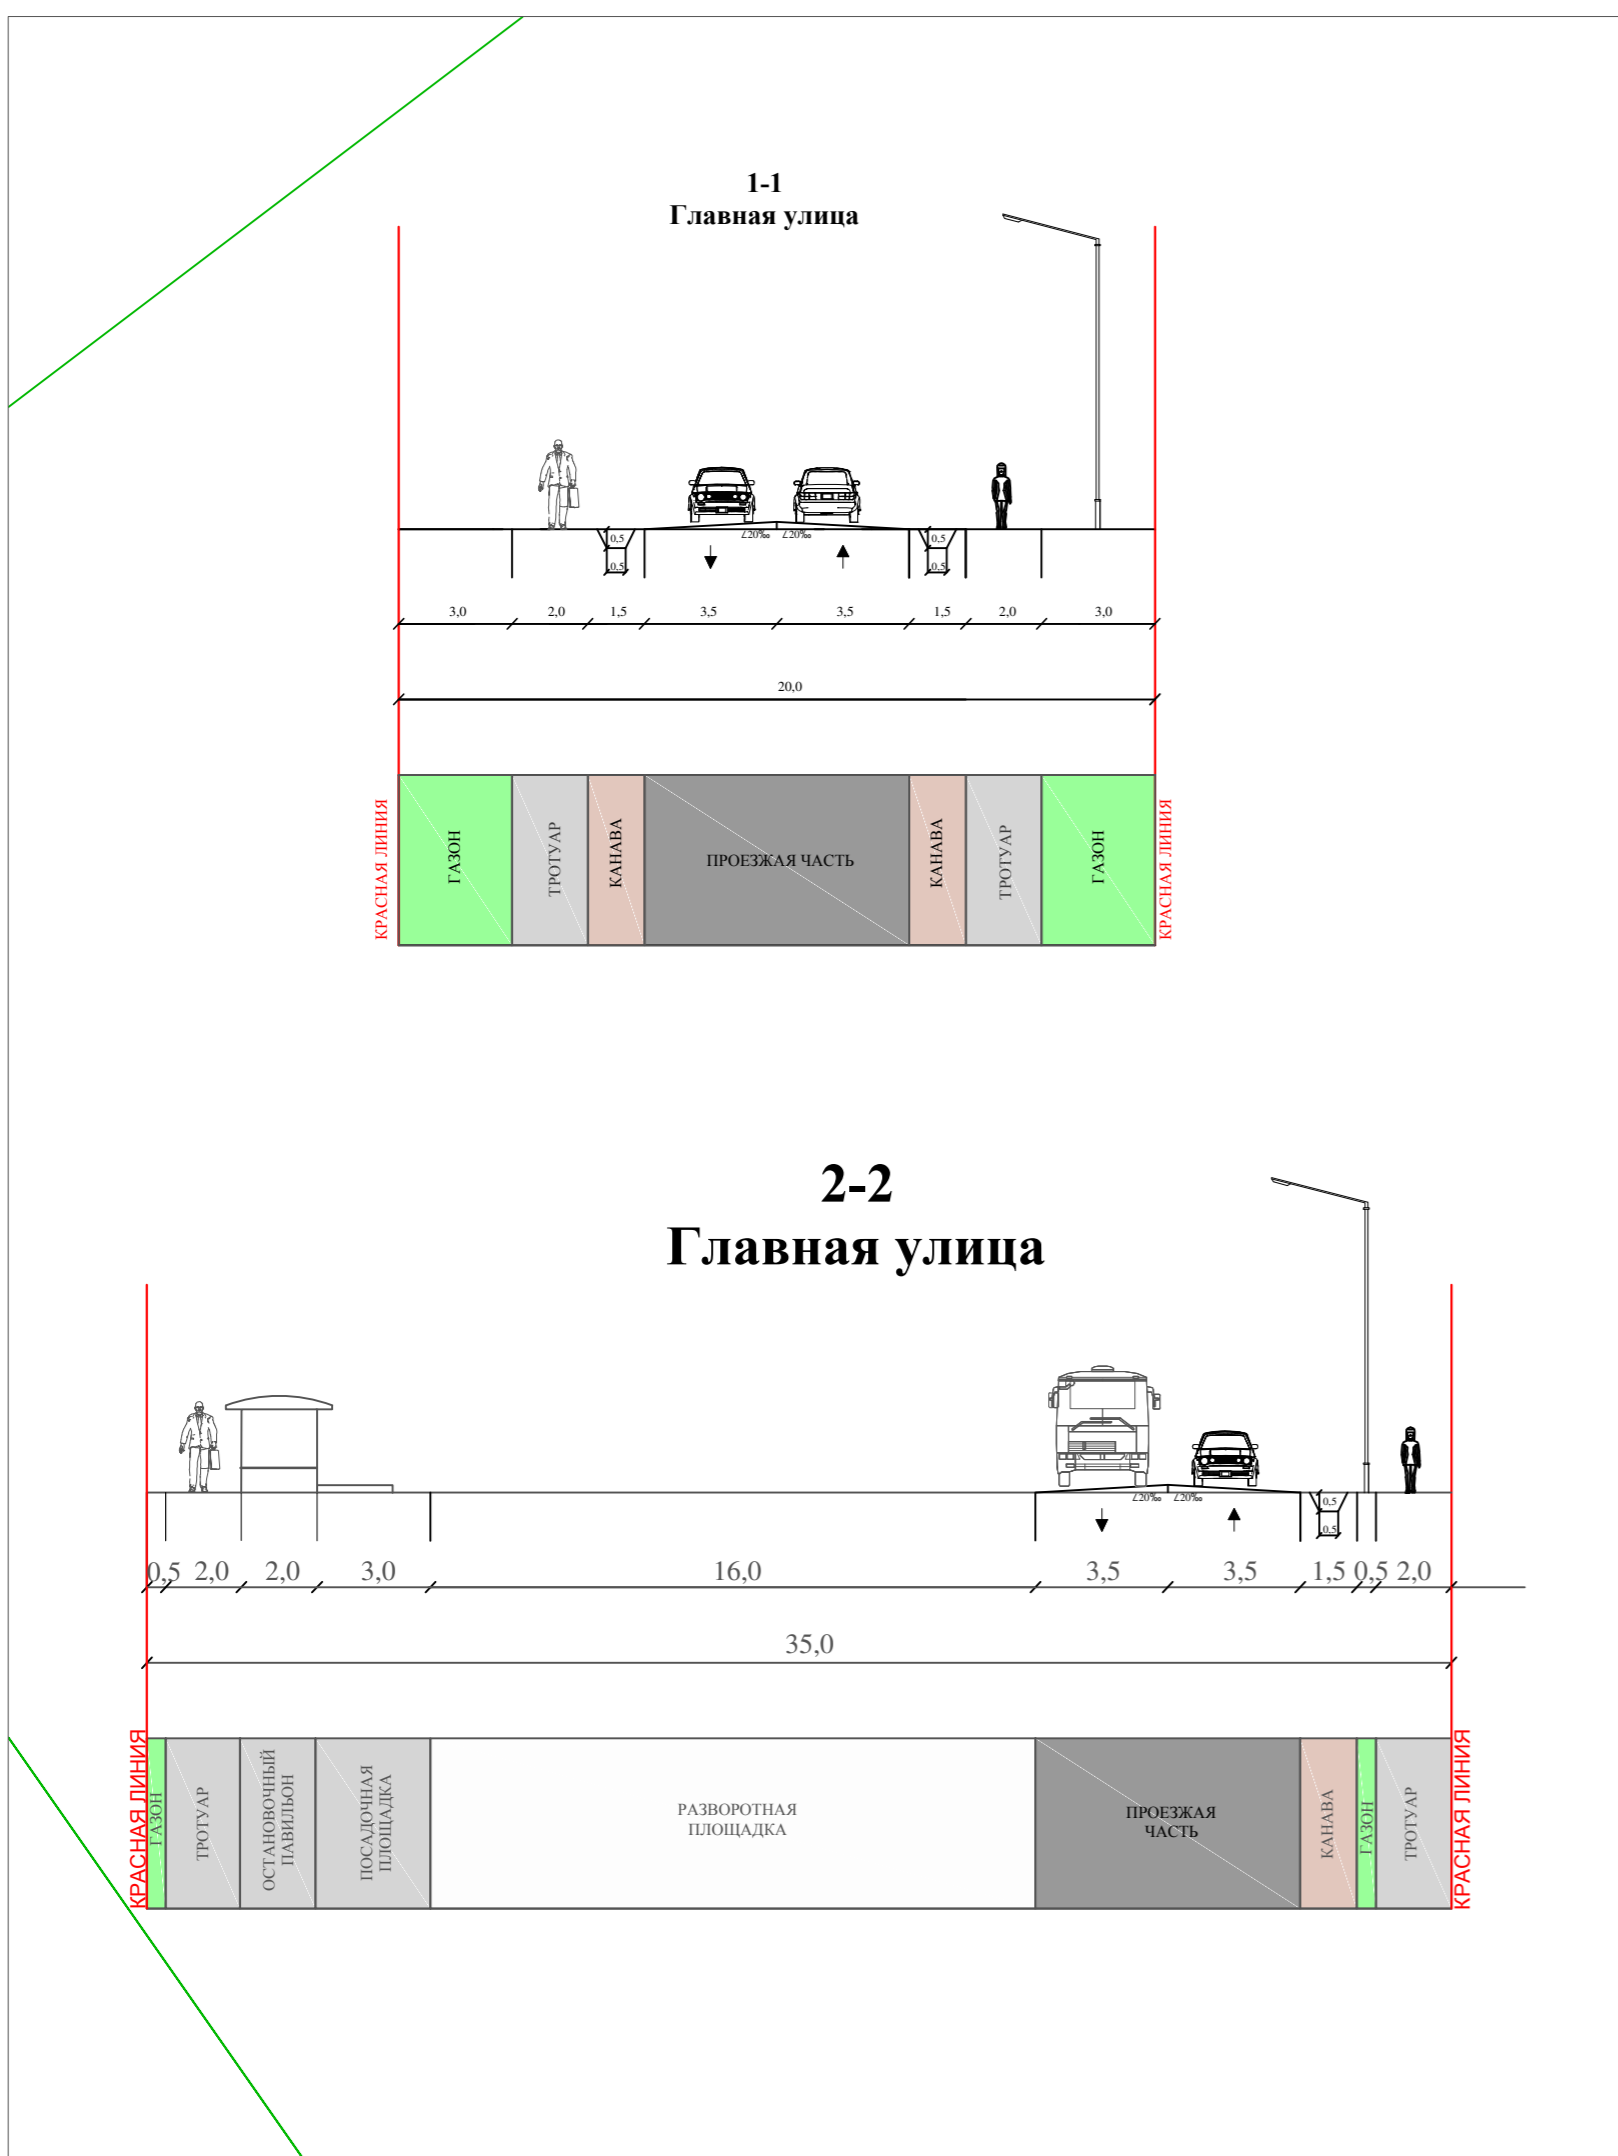 1-1
Главная улица
0,5
∠20‰
∠20‰
0,5
0,5
0,5
3,0
2,0
1,5
3,5
3,5
1,5
2,0
3,0
20,0
КРАСНАЯ ЛИНИЯ
ГАЗОН
ТРОТУАР
КАНАВА
ПРОЕЗЖАЯ ЧАСТЬ
КАНАВА
ТРОТУАР
ГАЗОН
КРАСНАЯ ЛИНИЯ
2-2
Главная улица
∠20‰
∠20‰
0,5
0,5
0,5
2,0
2,0
3,0
16,0
3,5
3,5
1,5
0,5
2,0
35,0
КРАСНАЯ ЛИНИЯ
ГАЗОН
ТРОТУАР
ОСТАНОВОЧНЫЙ
ПАВИЛЬОН
ПОСАДОЧНАЯ
ПЛОЩАДКА
РАЗВОРОТНАЯ
ПЛОЩАДКА
ПРОЕЗЖАЯ
ЧАСТЬ
КАНАВА
ГАЗОН
ТРОТУАР
КРАСНАЯ ЛИНИЯ